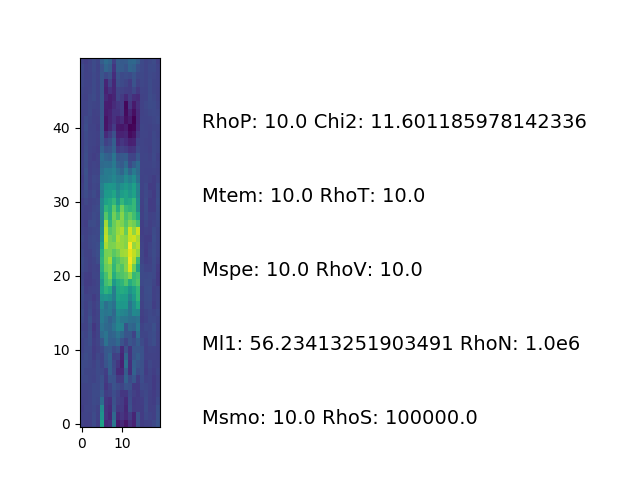 RhoP: 10.0 Chi2: 11.601185978142336
40
Mtem: 10.0 RhoT: 10.0
30
Mspe: 10.0 RhoV: 10.0
20
Ml1: 56.23413251903491 RhoN: 1.0e6
10
Msmo: 10.0 RhoS: 100000.0
0
0 10